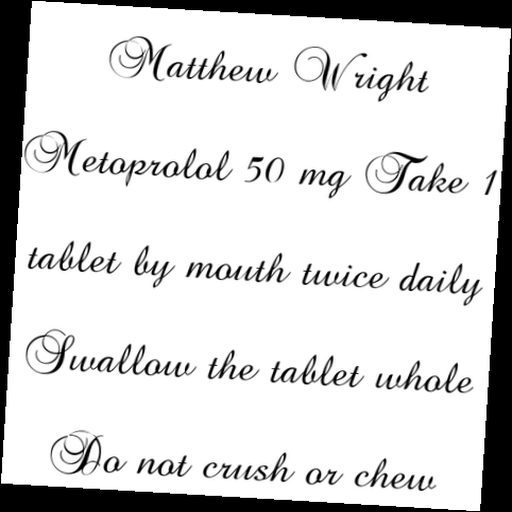 Matthew Wright
Metoprolol 50 mg Take 1
tablet by mouth twice daily
Swallow the tablet whole
Do not crush or chew